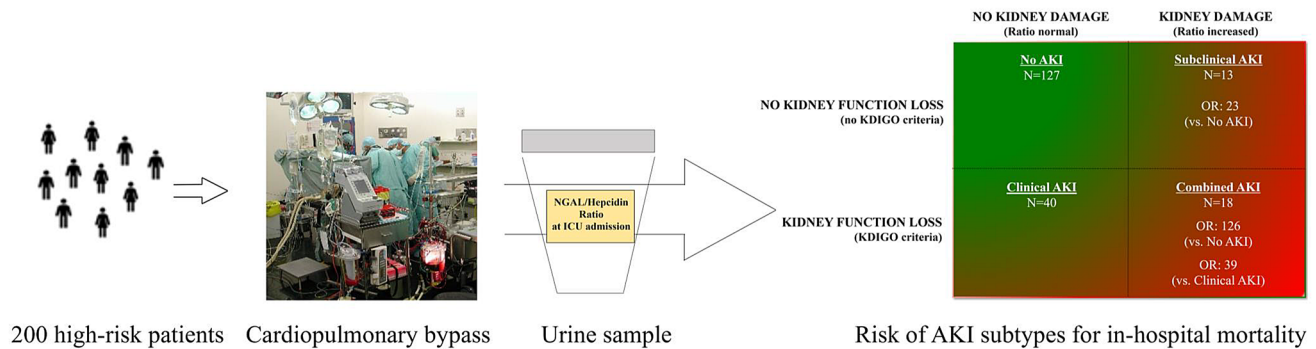 NO KIDNEY DAMAGE
(Ratio normal)
KIDNEY DAMAGE
(Ratio increased)
No AKI
N=127
Subclinical AKI
N=13
OR: 23
(vs. No AKI)
NO KIDNEY FUNCTION LOSS
(no KDIGO criteria)
NGAL/Hepcidin
Ratio
at ICU admission
KIDNEY FUNCTION LOSS
(KDIGO criteria)
Clinical AKI
N=40
Combined AKI
N=18
OR: 126
(vs. No AKI)
OR: 39
(vs. Clinical AKI)
200 high-risk patients
Cardiopulmonary bypass
Urine sample
Risk of AKI subtypes for in-hospital mortality